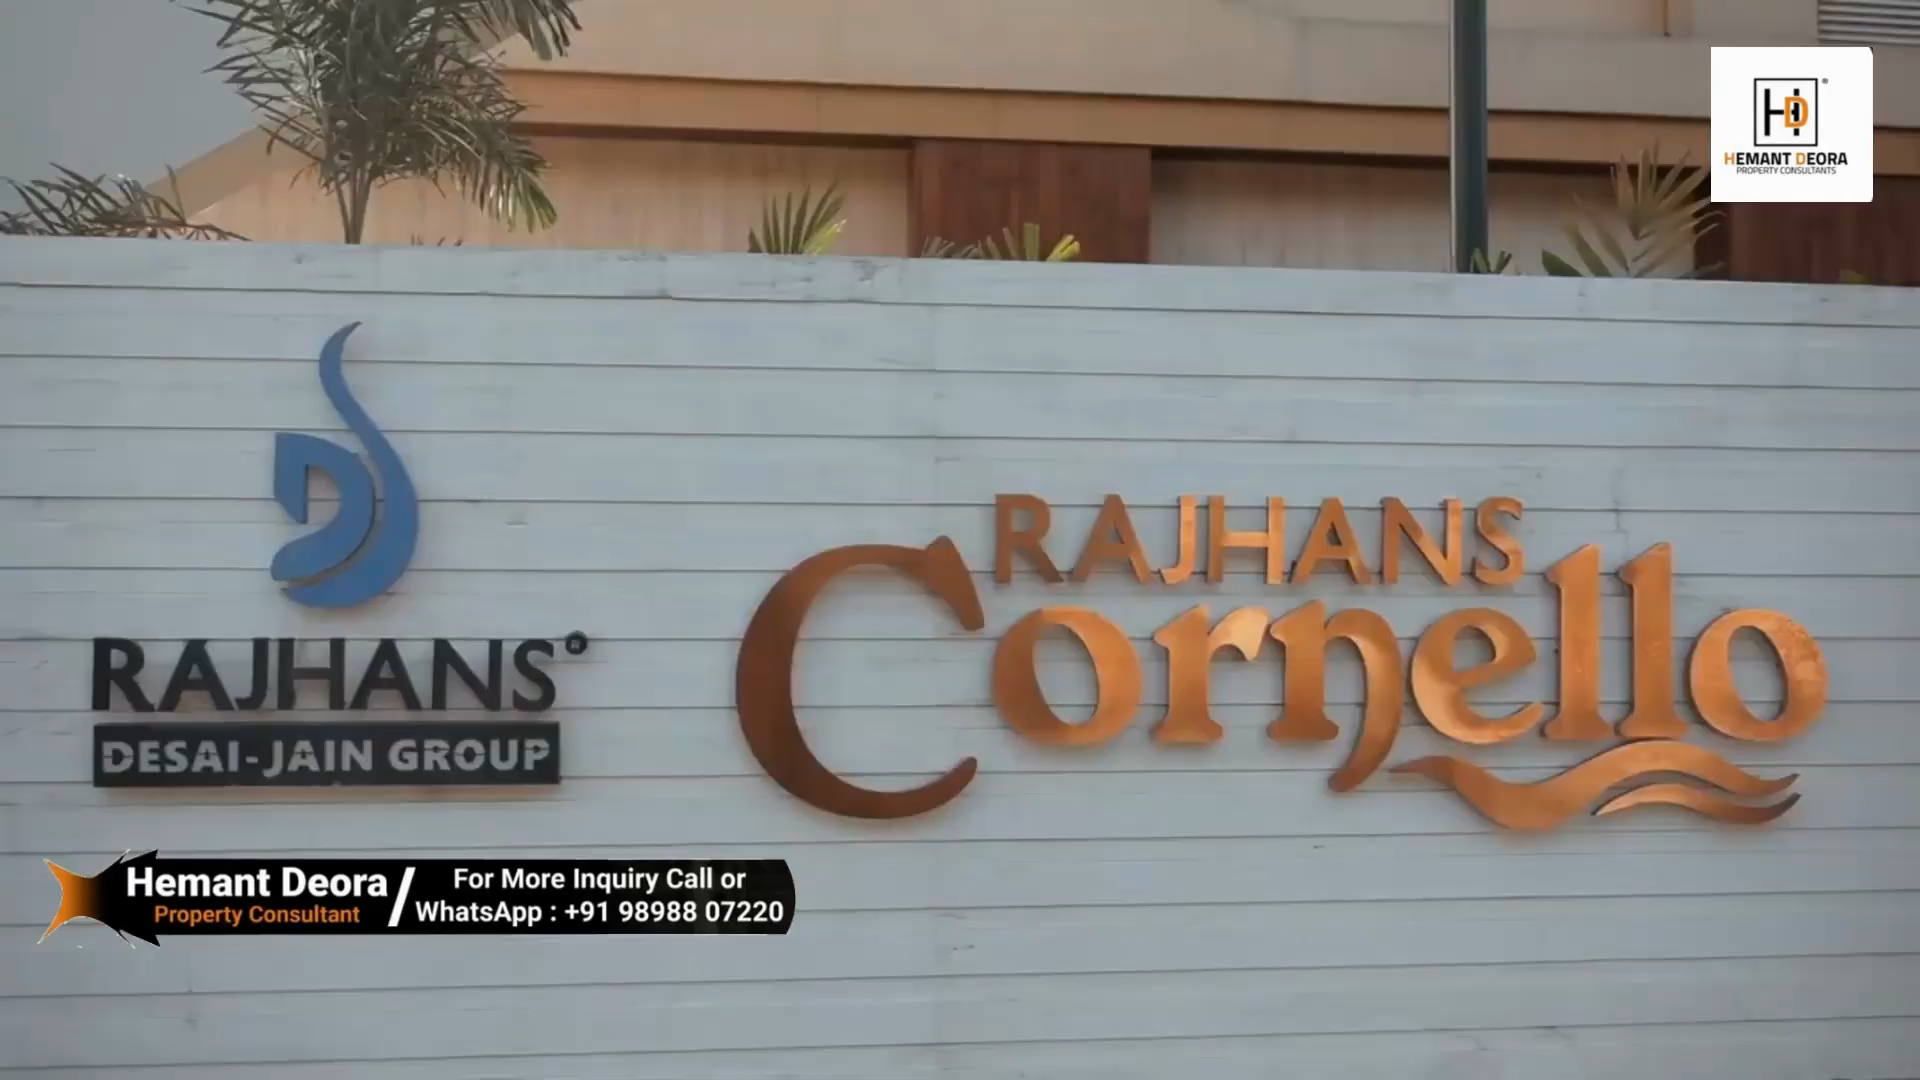 HD
HEMANT DEORA
PROPERTY CONSULTANTS
RAJHANS®
DESAI-JAIN GROUP
RAJHANS
Cornello
Hemant Deora
Property Consultant
For More Inquiry Call or
WhatsApp : +91 98988 07220